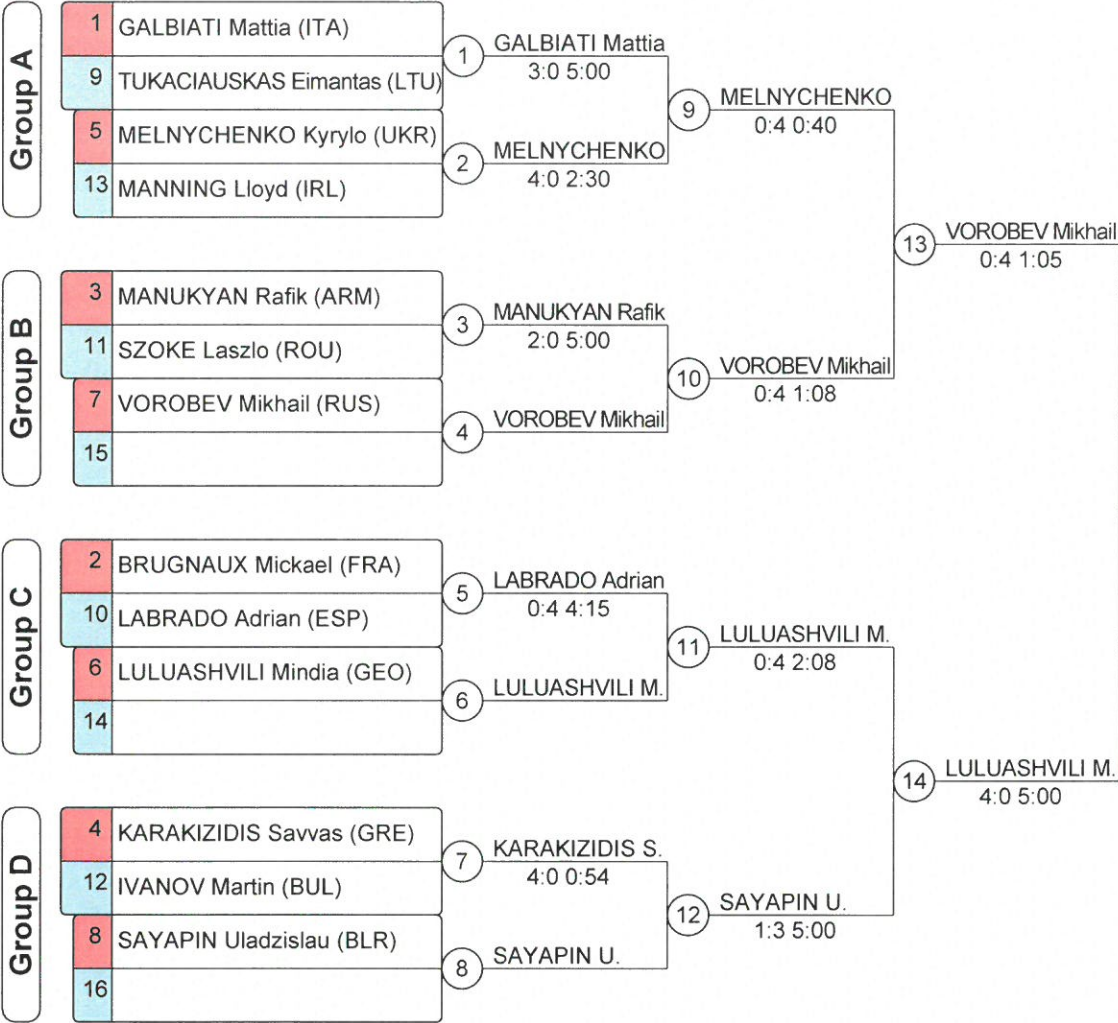 Group A
1 GALBIATI Mattia (ITA)
9 TUKACIAUSKAS Eimantas (LTU)
5 MELNYCHENKO Kyrylo (UKR)
13 MANNING Lloyd (IRL)
1 GALBIATI Mattia
3:0 5:00
2 MELNYCHENKO
4:0 2:30
9 MELNYCHENKO
0:4 0:40
Group B
3 MANUKYAN Rafik (ARM)
11 SZOKE Laszlo (ROU)
7 VOROBEV Mikhail (RUS)
15
3 MANUKYAN Rafik
2:0 5:00
4 VOROBEV Mikhail
10 VOROBEV Mikhail
0:4 1:08
13 VOROBEV Mikhail
0:4 1:05
Group C
2 BRUGNAUX Mickael (FRA)
10 LABRADO Adrian (ESP)
6 LULUASHVILI Mindia (GEO)
14
5 LABRADO Adrian
0:4 4:15
6 LULUASHVILI M.
11 LULUASHVILI M.
0:4 2:08
Group D
4 KARAKIZIDIS Savvas (GRE)
12 IVANOV Martin (BUL)
8 SAYAPIN Uladzislau (BLR)
16
7 KARAKIZIDIS S.
4:0 0:54
8 SAYAPIN U.
12 SAYAPIN U.
1:3 5:00
14 LULUASHVILI M.
4:0 5:00